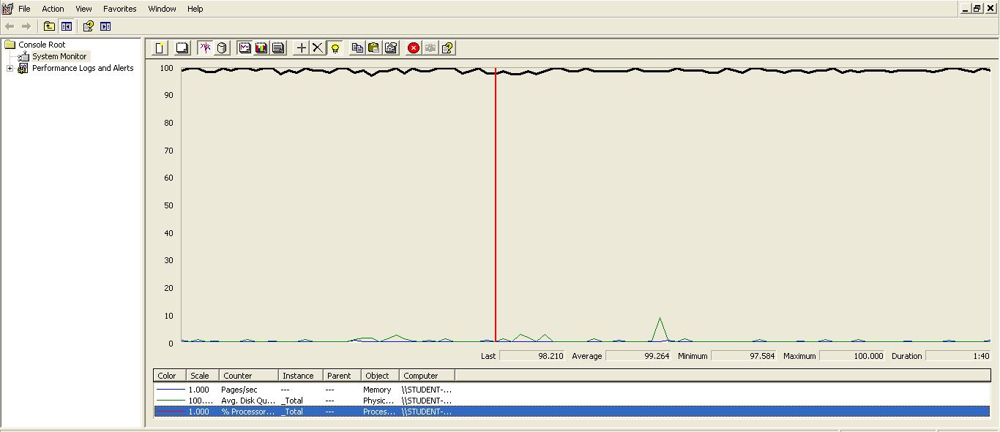 File Action View Favorites Window Help
Console Root
System Monitor
Performance Logs and Alerts
100
90
80
70
60
50
40
30
20
10
0
Last 98.210 Average 99.264 Minimum 97.584 Maximum 100.000 Duration 1:40
Color Scale Counter Instance Parent Object Computer
1.000 Pages/sec --- --- Memory \\STUDENT-...
100.... Avg. Disk Qu... _Total --- Physic... \\STUDENT-...
1.000 % Processor... _Total --- Proces... \\STUDENT-...